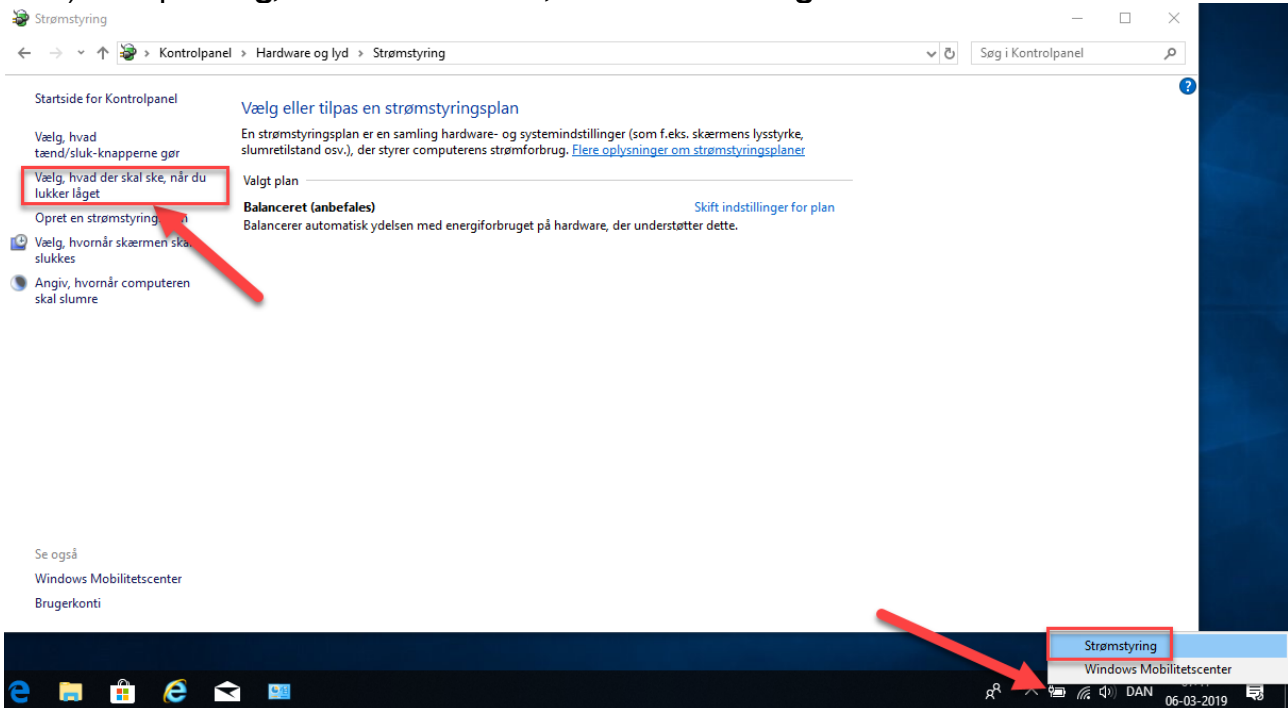 Strømstyring
Kontrolpanel > Hardware og lyd > Strømstyring
Søg i Kontrolpanel
Startside for Kontrolpanel
Vælg, hvad
tænd/sluk-knapperne gør
Vælg, hvad der skal ske, når du
lukker låget
Opret en
Vælg, hvornår skærmen
slukkes
Angiv, hvornår computeren
skal slumre
Vælg eller tilpas en strømstyringsplan
En strømstyringsplan er en samling hardware- og systemindstillinger (som f.eks. skærmens lysstyrke,
slumretilstand osv.), der styrer computerens strømforbrug. Flere oplysninger om strømstyringsplaner
Valgt plan
Balanceret (anbefales)
Skift indstillinger for plan
Balancerer automatisk ydelsen med energiforbruget på hardware, der understøtter dette.
Se også
Windows Mobilitetscenter
Brugerkonti
Strømstyring
Windows Mobilitetscenter
DAN
06-03-2019